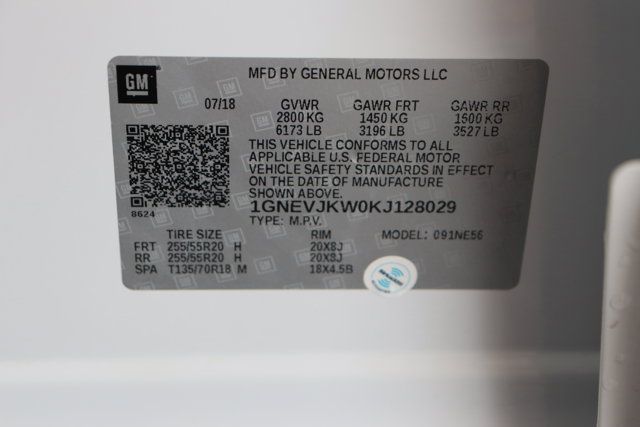 GM
MFD BY GENERAL MOTORS LLC
07/18 GVWR GAWR FRT GAWR RR
2800 KG 1450 KG 1600 KG
6173 LB 3196 LB 3527 LB
THIS VEHICLE CONFORMS TO ALL
APPLICABLE U.S. FEDERAL MOTOR
VEHICLE SAFETY STANDARDS IN EFFECT
ON THE DATE OF MANUFACTURE
SHOWN ABOVE.
8624
1GNEVJKW0KJ128029
TYPE: M.P.V.
TIRE SIZE RIM MODEL: 091NE56
FRT 255/55R20 H 20X8J
RR 255/55R20 H 20X8J
SPA T135/70R18 M 18X4.5B